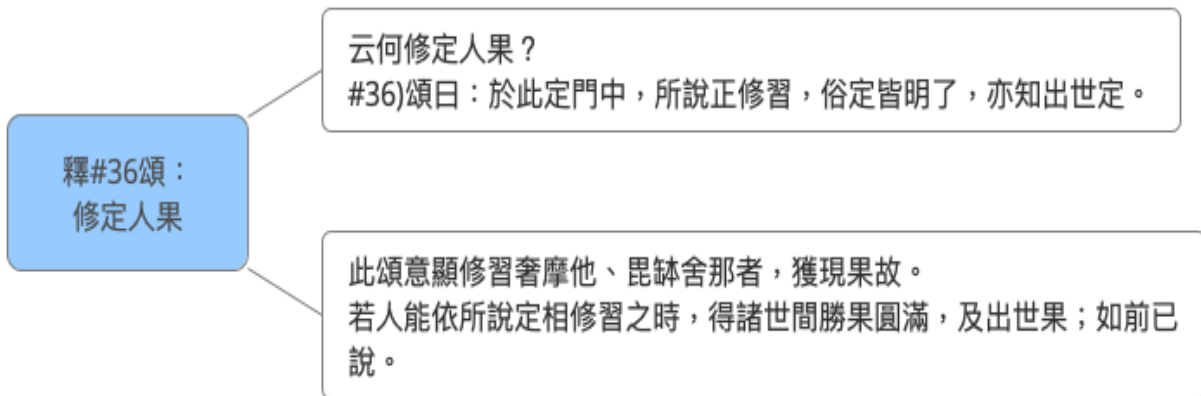 釋#36頌：
修定人果
云何修定人果？
#36)頌曰：於此定門中，所說正修習，俗定皆明了，亦知出世定。
此頌意顯修習奢摩他、毘缽舍那者，獲現果故。
若人能依所說定相修習之時，得諸世間勝果圓滿，及出世果；如前已
說。